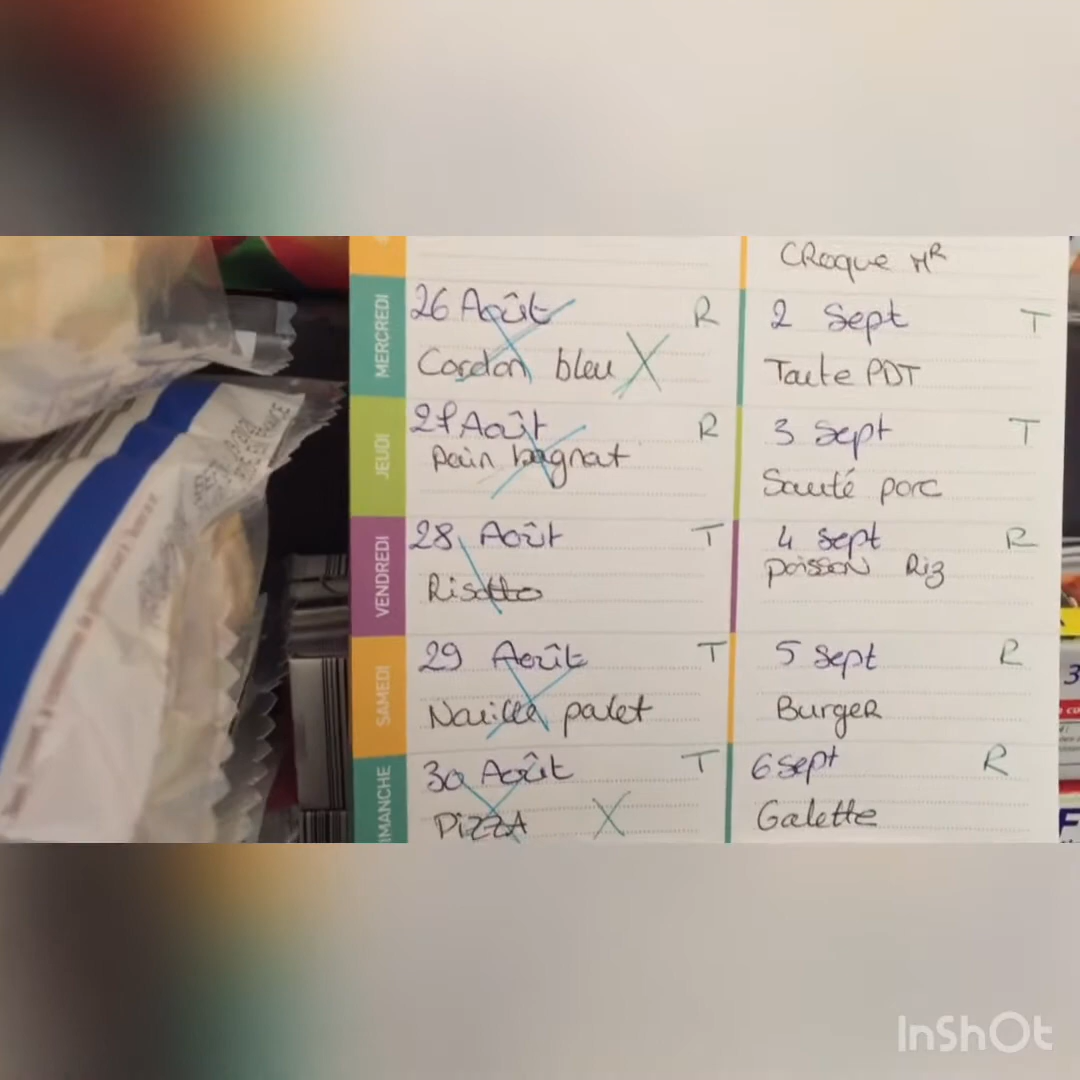 CRoque MR
MERCREDI
26 Août R
Cordon bleu X
2 Sept T
Tarte PDT
JEUDI
27 Août R
Pain bagnat
3 Sept T
Sauté porc
VENDREDI
28 Août T
Risotto
4 Sept R
poisson Riz
SAMEDI
29 Août T
Nouille palet
5 Sept R
BurgeR
IMANCHE
30 Août T
PIZZA X
6 Sept R
Galette
InShOt